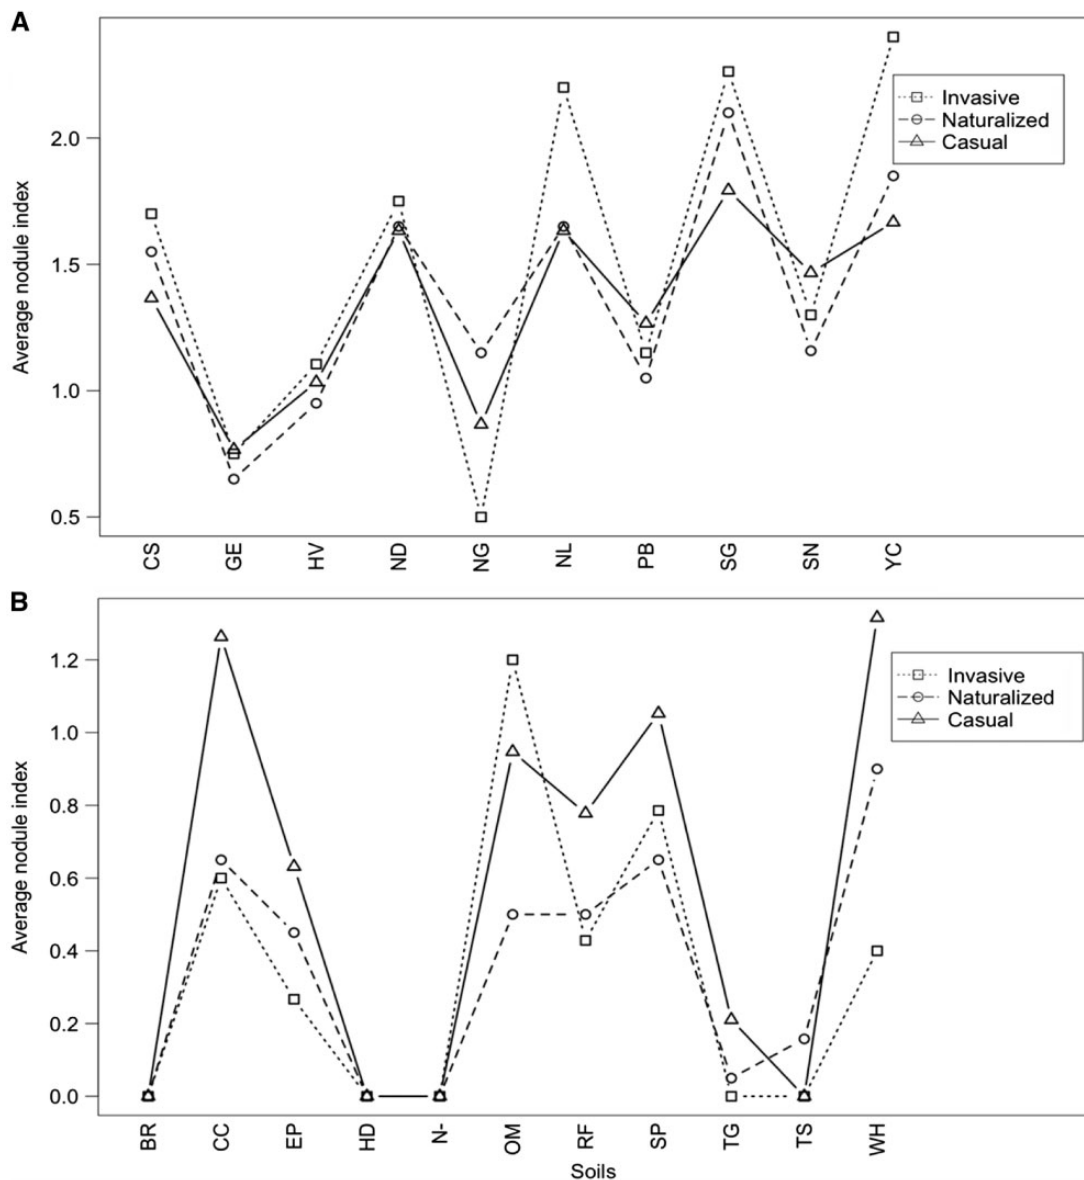 A
Average nodule index
2.0
1.5
1.0
0.5
Invasive
Naturalized
Casual
CS GE HV ND NG NL PB SG SN YC
B
Average nodule index
1.2
1.0
0.8
0.6
0.4
0.2
0.0
Invasive
Naturalized
Casual
BR CC EP HD N- OM RF SP TG TS WH
Soils